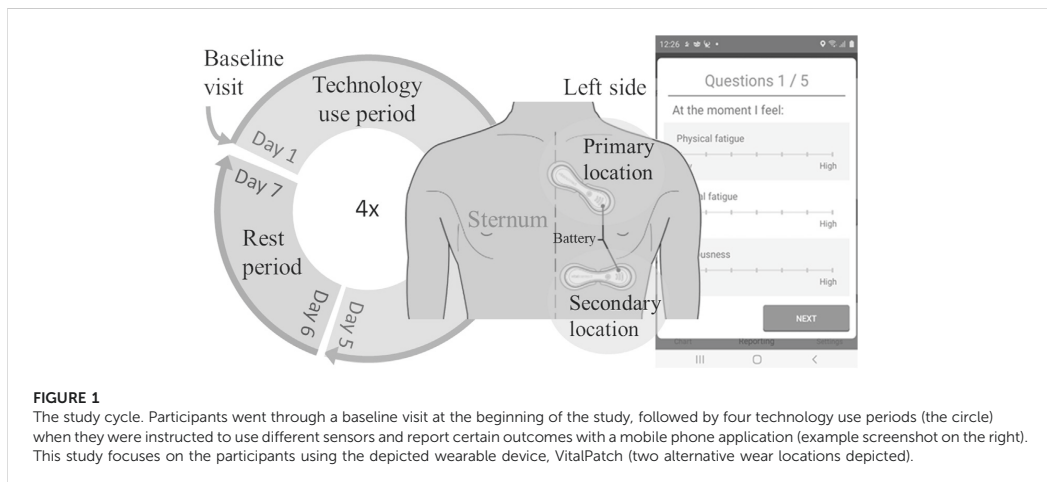 Baseline
visit
Technology
use period
Day 1
Day 7
Rest
period
Day 6
Day 5
4x
Left side
Primary
location
Sternum
Battery
Secondary
location
12:26
Questions 1 / 5
At the moment I feel:
Physical fatigue
High
fatigue
High
High
NEXT
Chart Reporting Settings
FIGURE 1
The study cycle. Participants went through a baseline visit at the beginning of the study, followed by four technology use periods (the circle)
when they were instructed to use different sensors and report certain outcomes with a mobile phone application (example screenshot on the right).
This study focuses on the participants using the depicted wearable device, VitalPatch (two alternative wear locations depicted).